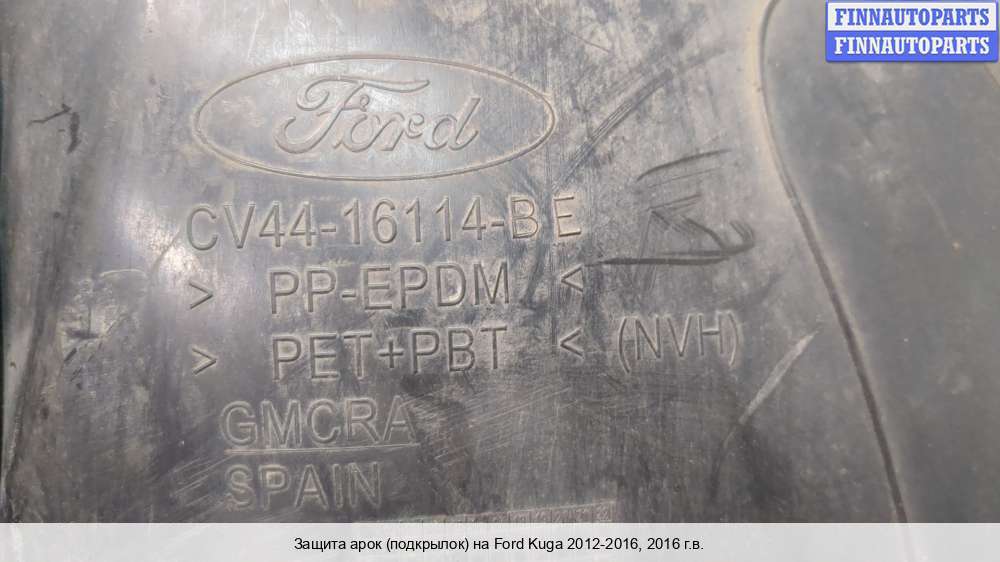 FINNAUTOPARTS
FINNAUTOPARTS
Ford
CV44-16114-BE
> PP-EPDM <
> PET+PBT < (NVH)
GMCRA
SPAIN
Защита арок (подкрылок) на Ford Kuga 2012-2016, 2016 г.в.